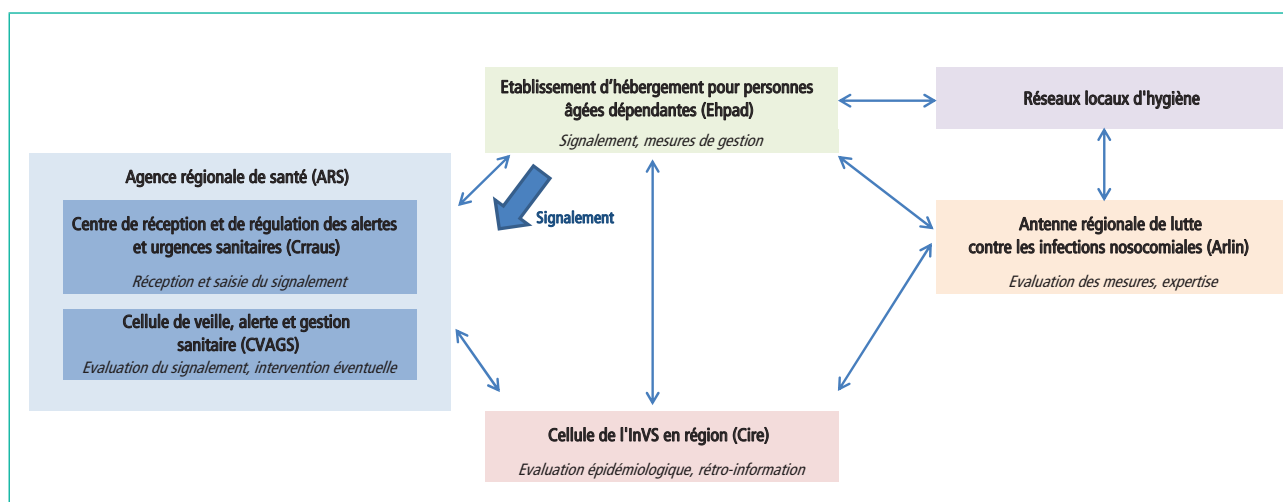 Etablissement d'hébergement pour personnes
âgées dépendantes (Ehpad)
Signalement, mesures de gestion
Réseaux locaux d'hygiène
Agence régionale de santé (ARS)
Centre de réception et de régulation des alertes
et urgences sanitaires (Crraus)
Réception et saisie du signalement
Signalement
Antenne régionale de lutte
contre les infections nosocomiales (Arlin)
Evaluation des mesures, expertise
Cellule de veille, alerte et gestion
sanitaire (CVAGS)
Evaluation du signalement, intervention éventuelle
Cellule de l'InVS en région (Cire)
Evaluation épidémiologique, rétro-information